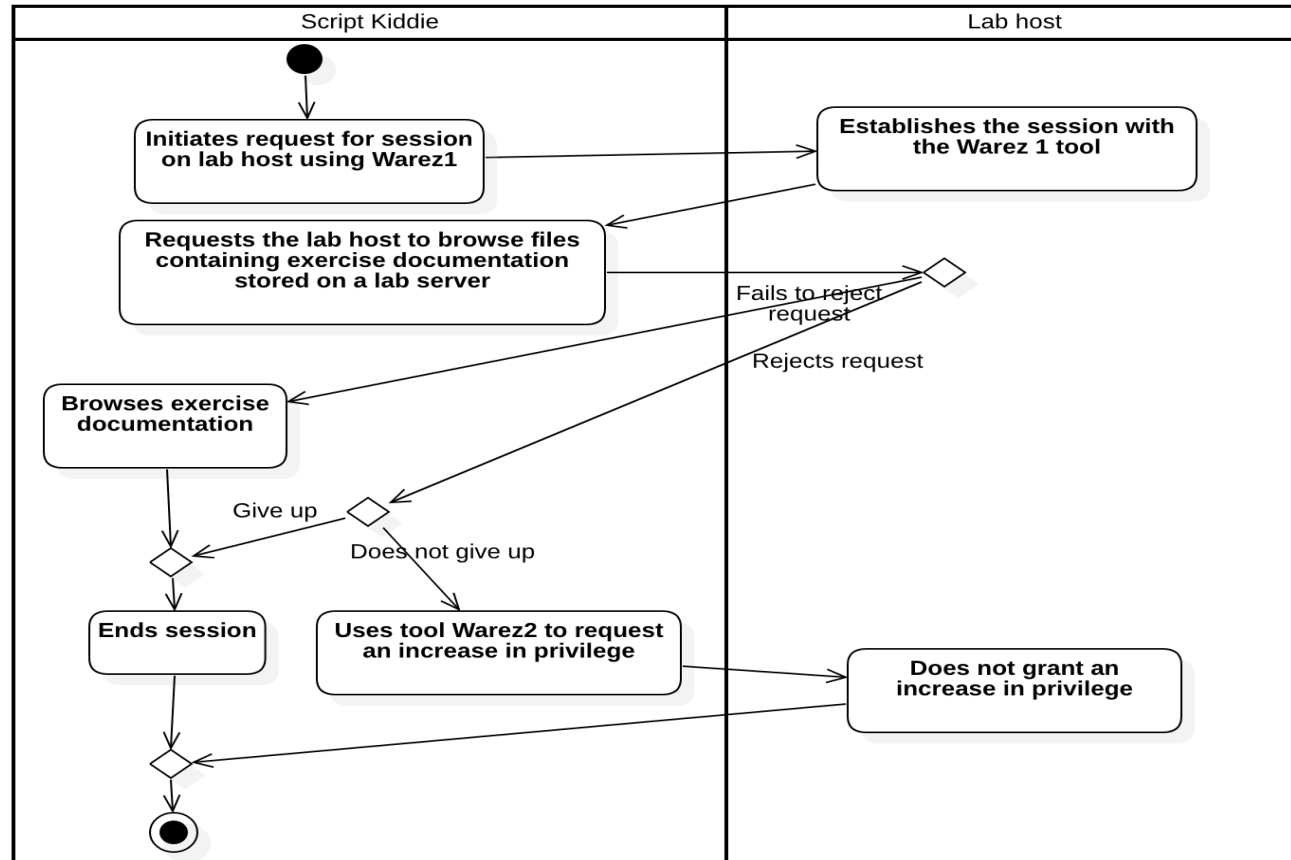 Script Kiddie
Lab host
Initiates request for session
on lab host using Warez1
Establishes the session with
the Warez 1 tool
Requests the lab host to browse files
containing exercise documentation
stored on a lab server
Fails to reject
request
Rejects request
Browses exercise
documentation
Give up
Does not give up
Ends session
Uses tool Warez2 to request
an increase in privilege
Does not grant an
increase in privilege